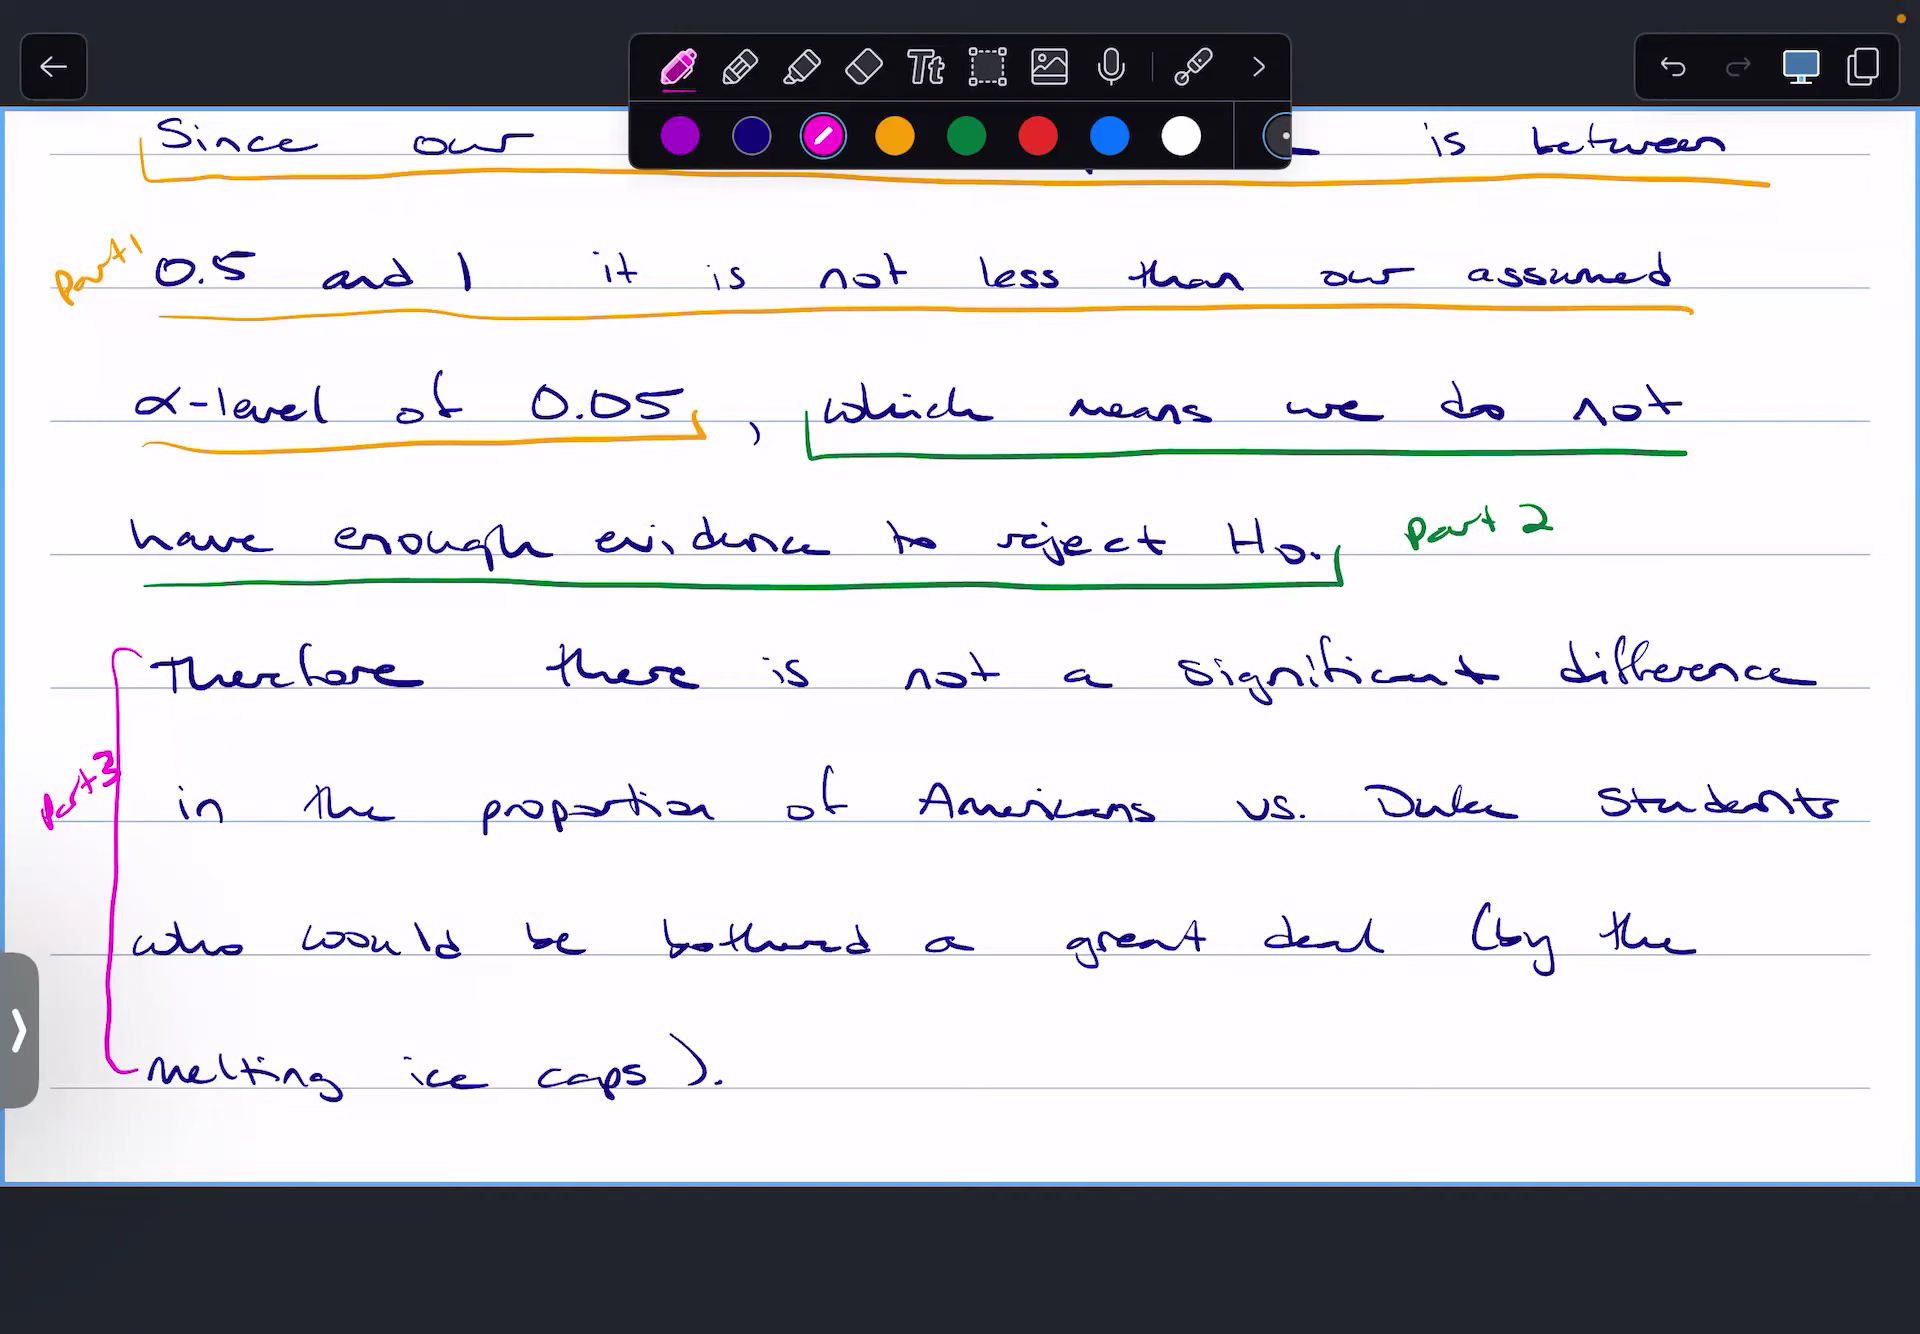 Tt
Since our is between
part 1
0.5 and 1 it is not less than our assumed
α-level of 0.05, which means we do not
have enough evidence to reject H0.
part 2
Therefore there is not a significant difference
part 3
in the proportion of Americans vs. Duke Students
who would be bothered a great deal (by the
melting ice caps).